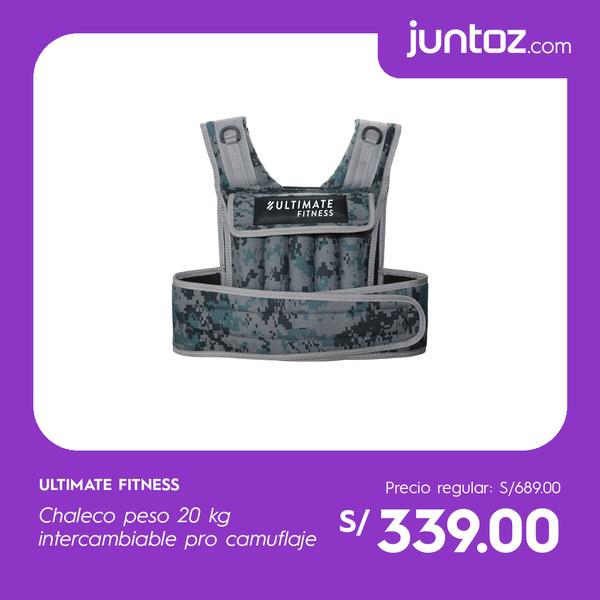 juntoz.com
ULTIMATE
FITNESS
ULTIMATE FITNESS
Chaleco peso 20 kg
intercambiable pro camuflaje
Precio regular: S/689.00
S/ 339.00